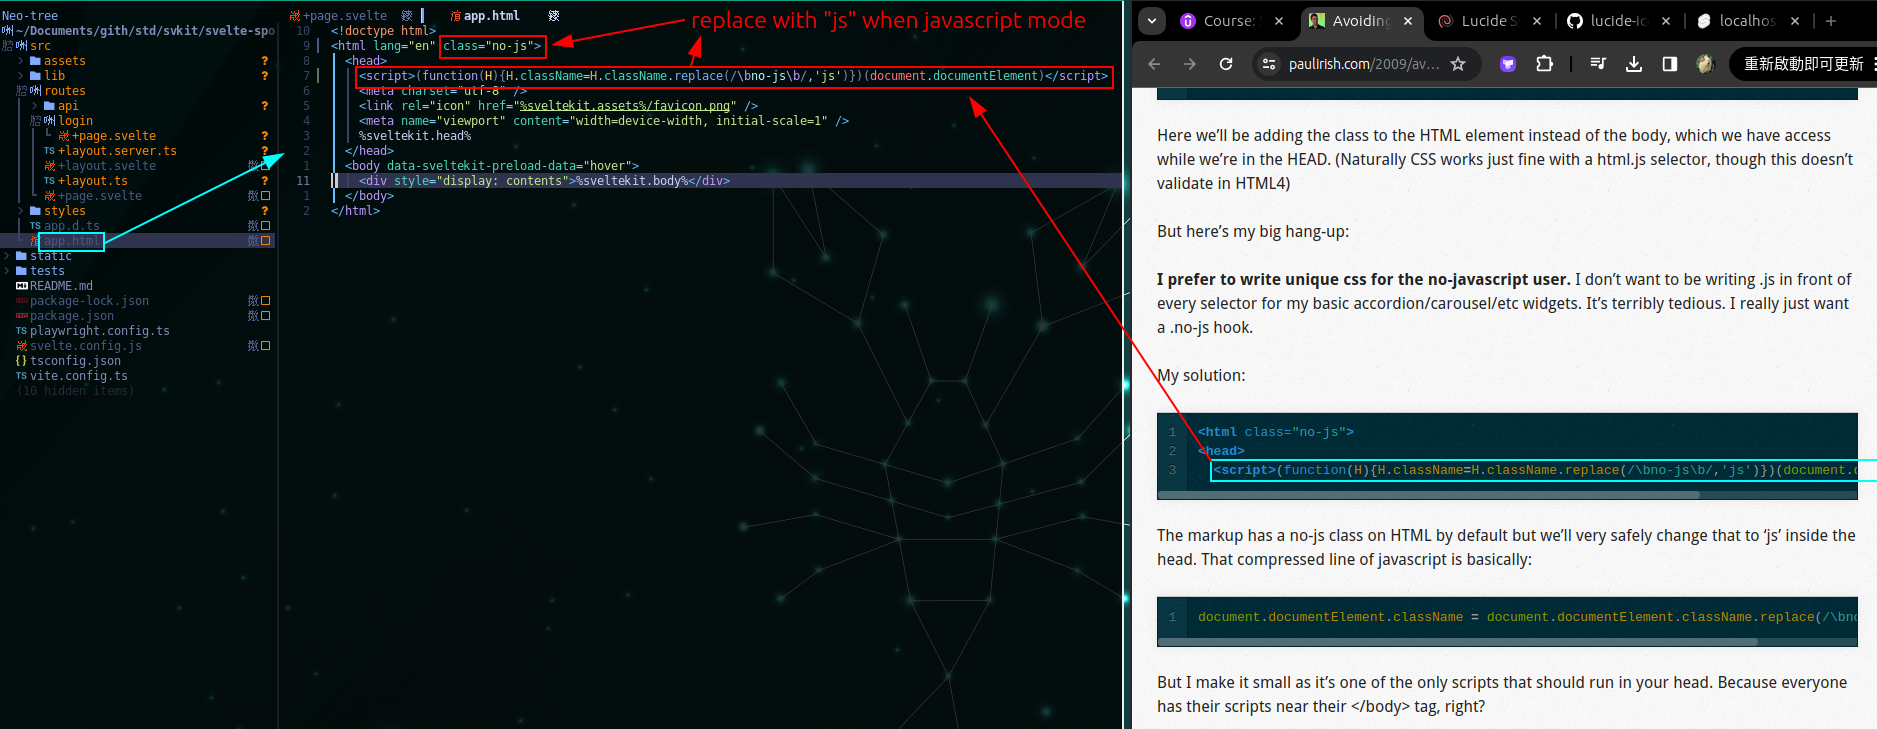 Neo-tree
~/Documents/gith/std/svkit/svelte-spo
src
assets ?
lib ?
routes
api ?
login
+page.svelte ?
+layout.server.ts ?
+layout.svelte
+layout.ts ?
+page.svelte
styles ?
app.d.ts
app.html
static
tests
README.md
package-lock.json
package.json
playwright.config.ts
svelte.config.js
tsconfig.json
vite.config.ts
(10 hidden items)
+page.svelte app.html
replace with "js" when javascript mode
10 <!doctype html>
9 <html lang="en" class="no-js">
8 <head>
7 <script>(function(H){H.className=H.className.replace(/\bno-js\b/,'js')})(document.documentElement)</script>
6 <meta charset="utf-8" />
5 <link rel="icon" href="%sveltekit.assets%/favicon.png" />
4 <meta name="viewport" content="width=device-width, initial-scale=1" />
3 %sveltekit.head%
2 </head>
1 <body data-sveltekit-preload-data="hover">
11 <div style="display: contents">%sveltekit.body%</div>
1 </body>
2 </html>
Course: Avoiding Lucide S lucide-ic localhos
paulirish.com/2009/av... 重新啟動即可更新
Here we’ll be adding the class to the HTML element instead of the body, which we have access
while we’re in the HEAD. (Naturally CSS works just fine with a html.js selector, though this doesn’t
validate in HTML4)
But here’s my big hang-up:
I prefer to write unique css for the no-javascript user. I don’t want to be writing .js in front of
every selector for my basic accordion/carousel/etc widgets. It’s terribly tedious. I really just want
a .no-js hook.
My solution:
1 <html class="no-js">
2 <head>
3 <script>(function(H){H.className=H.className.replace(/\bno-js\b/,'js')})(document.d
The markup has a no-js class on HTML by default but we’ll very safely change that to ‘js’ inside the
head. That compressed line of javascript is basically:
1 document.documentElement.className = document.documentElement.className.replace(/\bno
But I make it small as it’s one of the only scripts that should run in your head. Because everyone
has their scripts near their </body> tag, right?